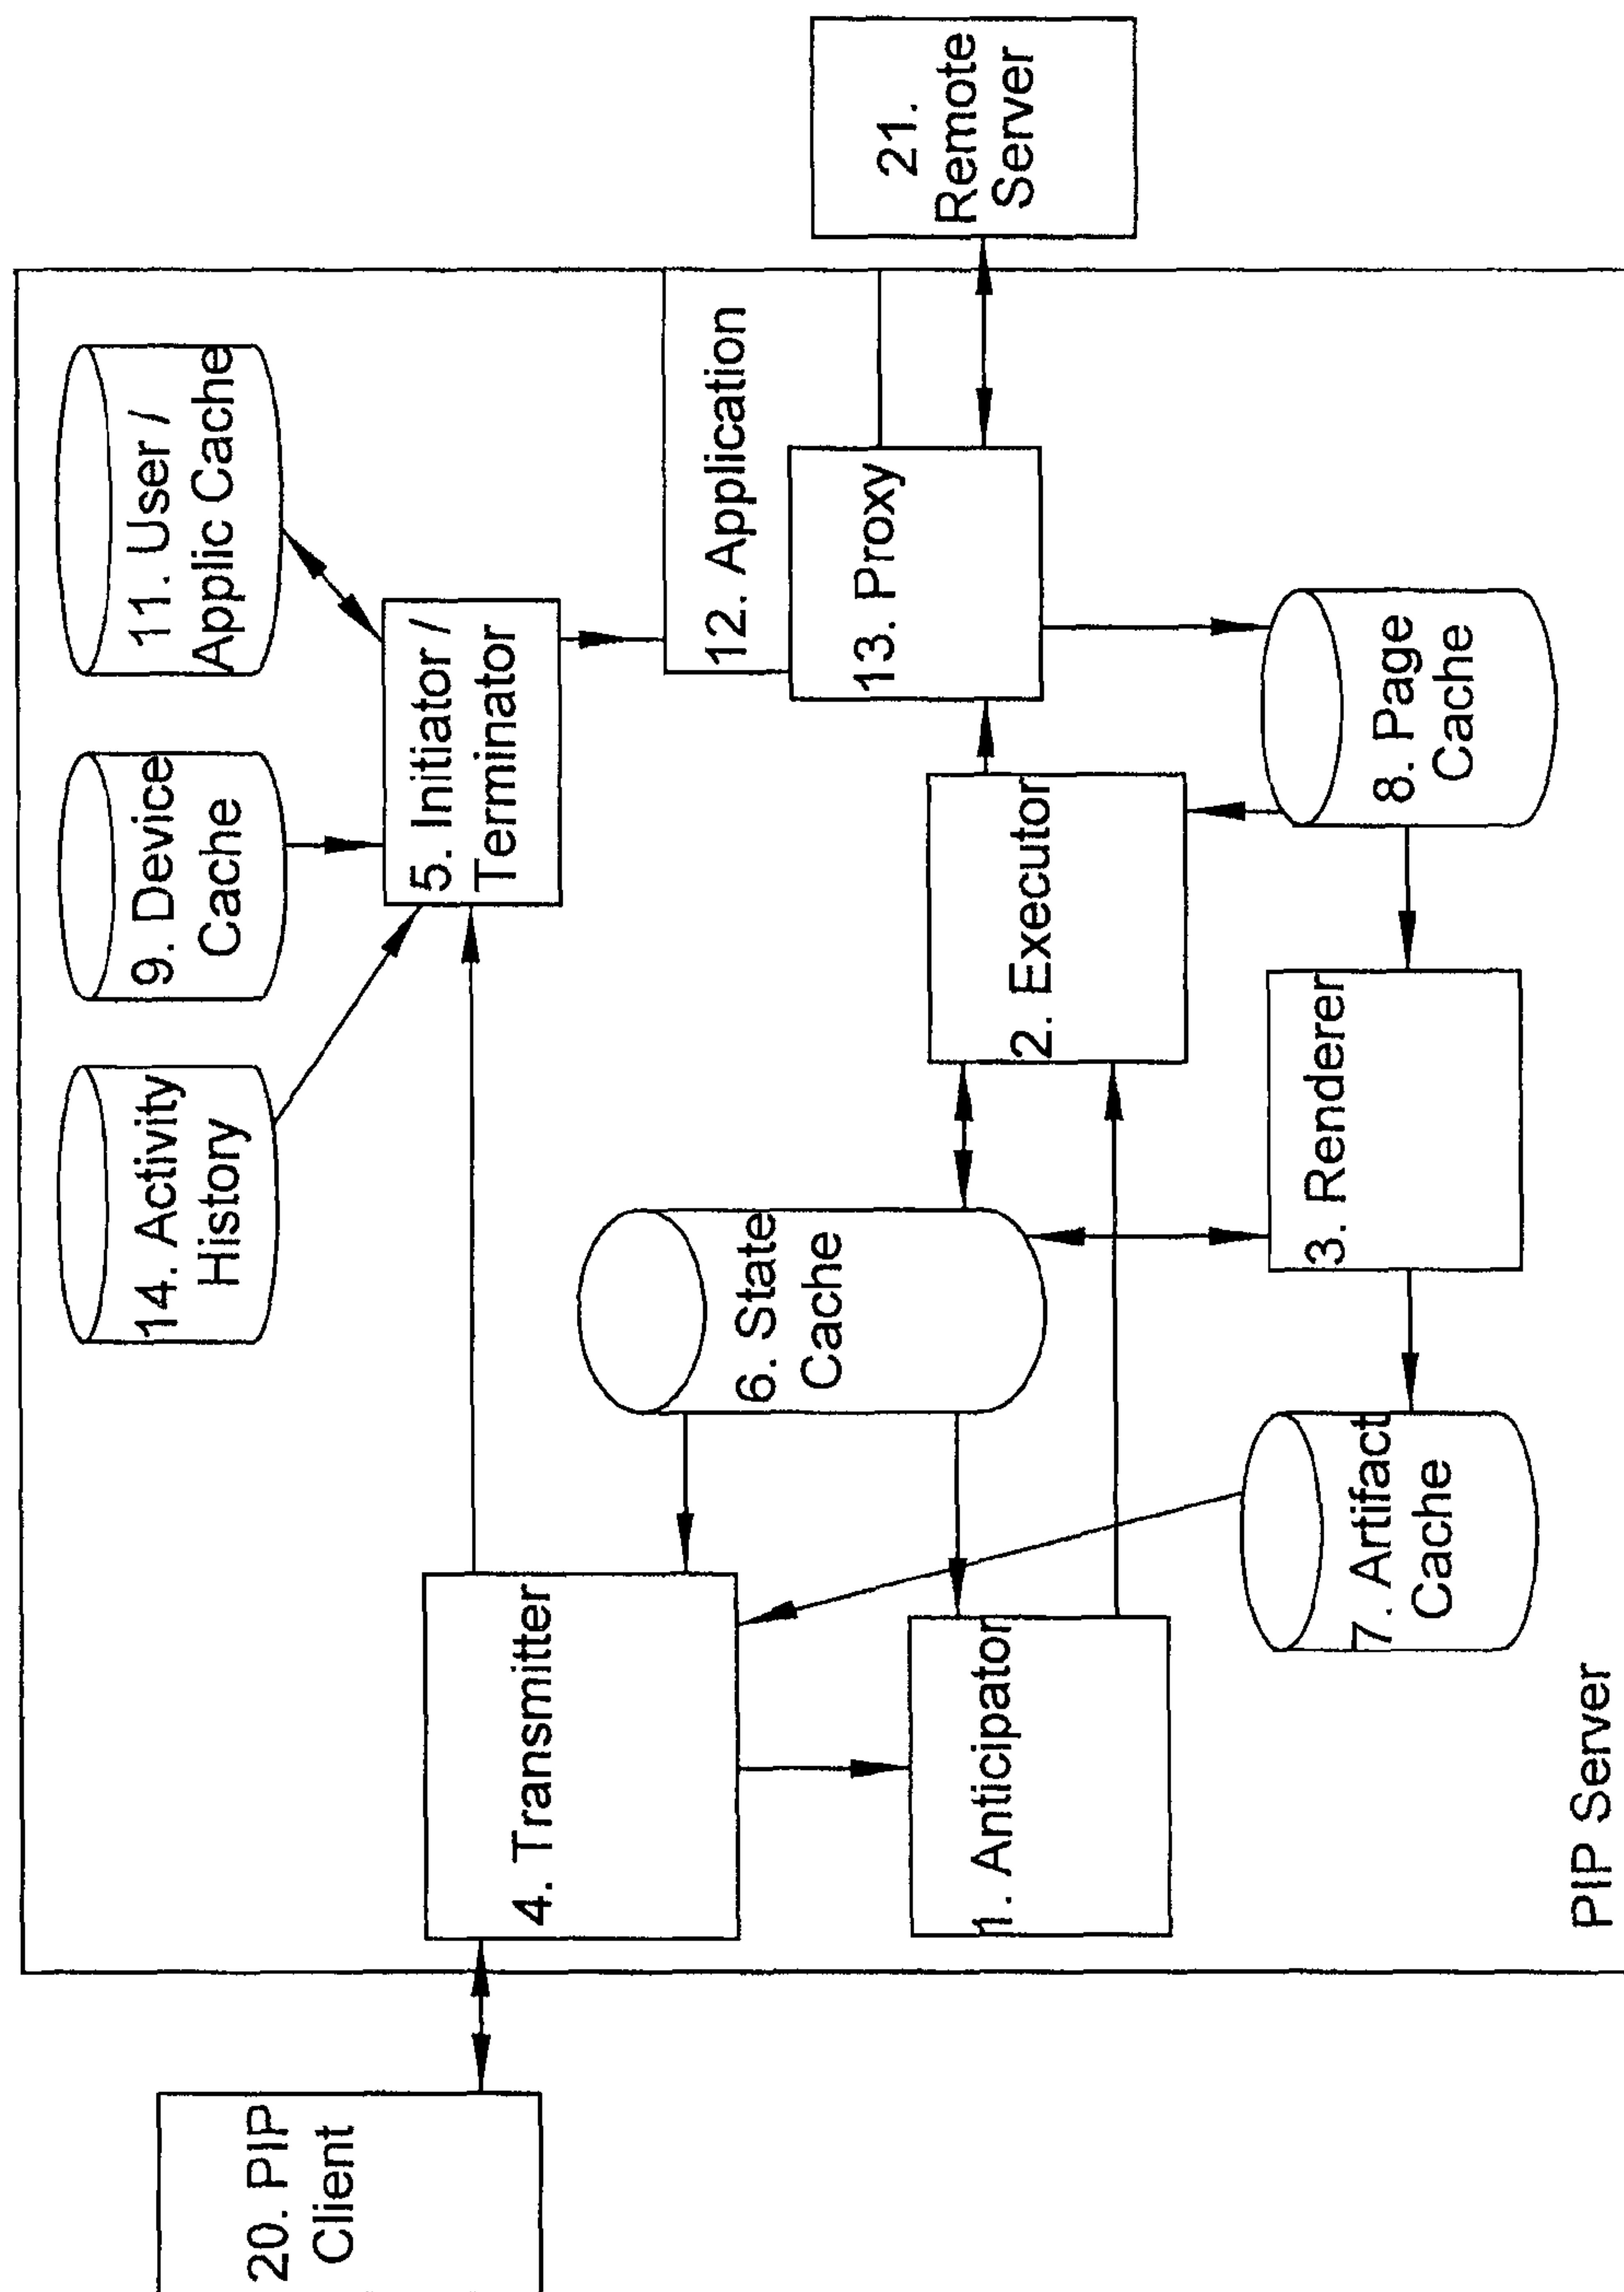 14. Activity
History
9. Device
Cache
11. User /
Applic Cache
5. Initiator /
Terminator
20. PIP
Client
4. Transmitter
6. State
Cache
12. Application
13. Proxy
21.
Remote
Server
1. Anticipator
2. Executor
7. Artifact
Cache
3. Renderer
8. Page
Cache
PIP Server